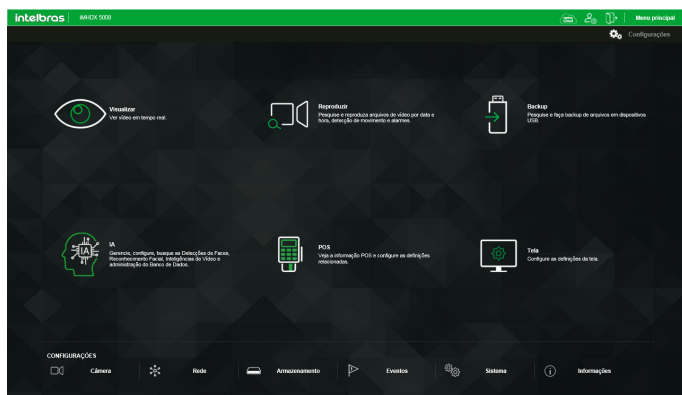 intelbras IMHDX 5008 Menu principal
Configurações
Visualizar
Ver vídeo em tempo real.
Reproduzir
Pesquise e reproduza arquivos de vídeo por data e
hora, detecção de movimento e alarmes.
Backup
Pesquise e faça backup de arquivos em dispositivos
USB.
IA
IA
Gerencie, configure, busque as Detecções de Faces,
Reconhecimento Facial, Inteligências de Vídeo e
administração do Banco de Dados.
POS
Veja a informação POS e configure as definições
relacionadas.
Tela
Configure as definições da tela.
CONFIGURAÇÕES
Câmera Rede Armazenamento Eventos Sistema Informações